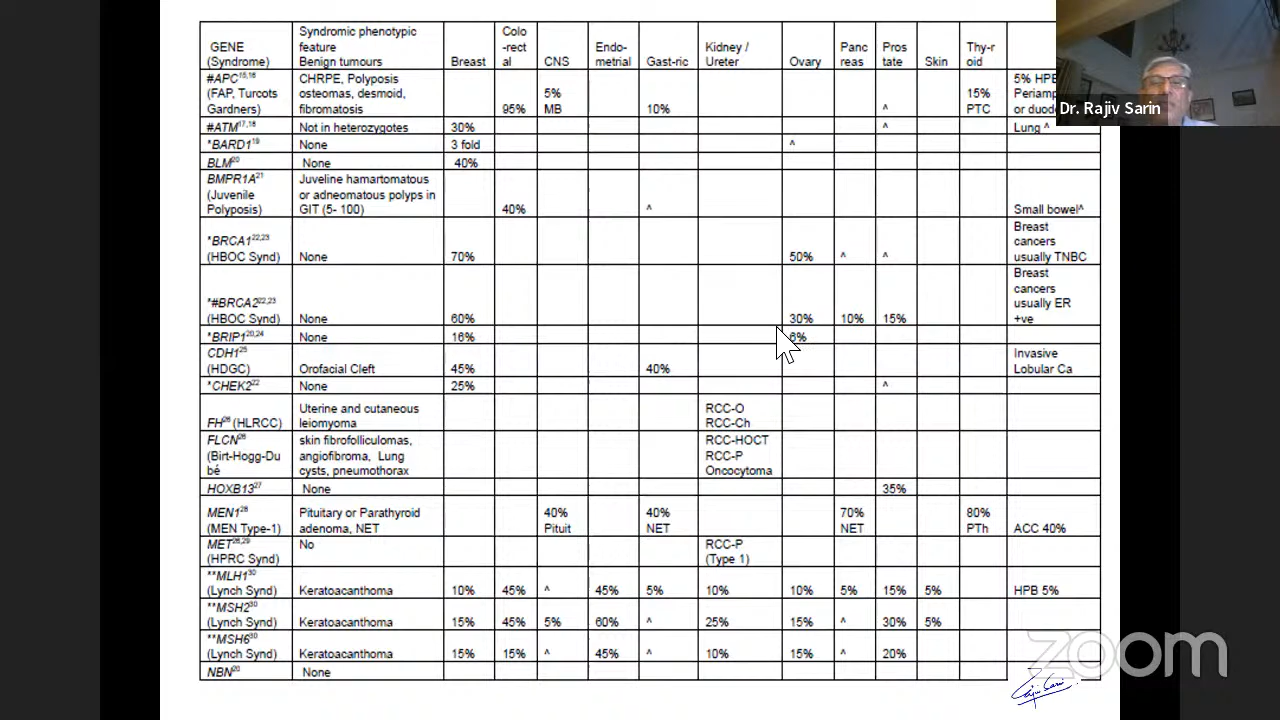 GENE (Syndrome) Syndromic phenotypic feature Benign tumours Breast Colo-rectal CNS Endo-metrial Gast-ric Kidney / Ureter Ovary Pancreas Prostate Skin Thy-roid
#APC15,16 (FAP, Turcots Gardners) CHRPE, Polyposis osteomas, desmoid, fibromatosis 95% 5% MB 10% ^ 15% PTC 5% HPB Periamp or duod
#ATM17,18 Not in heterozygotes 30% ^ Lung ^
*BARD119 None 3 fold ^
BLM20 None 40%
BMPR1A21 (Juvenile Polyposis) Juveline hamartomatous or adneomatous polyps in GIT (5- 100) 40% ^ Small bowel^
*BRCA122,23 (HBOC Synd) None 70% 50% ^ ^ Breast cancers usually TNBC
*#BRCA222,23 (HBOC Synd) None 60% 30% 10% 15% Breast cancers usually ER +ve
*BRIP120,24 None 16% 6%
CDH125 (HDGC) Orofacial Cleft 45% 40% Invasive Lobular Ca
*CHEK222 None 25% ^
FH26 (HLRCC) Uterine and cutaneous leiomyoma RCC-O RCC-Ch
FLCN26 (Birt-Hogg-Du bé skin fibrofolliculomas, angiofibroma, Lung cysts, pneumothorax RCC-HOCT RCC-P Oncocytoma
HOXB1327 None 35%
MEN128 (MEN Type-1) Pituitary or Parathyroid adenoma, NET 40% Pituit 40% NET 70% NET 80% PTh ACC 40%
MET28,29 (HPRC Synd) No RCC-P (Type 1)
**MLH130 (Lynch Synd) Keratoacanthoma 10% 45% ^ 45% 5% 10% 10% 5% 15% 5% HPB 5%
**MSH230 (Lynch Synd) Keratoacanthoma 15% 45% 5% 60% ^ 25% 15% ^ 30% 5%
**MSH630 (Lynch Synd) Keratoacanthoma 15% 15% ^ 45% 10% 15% ^ 20%
NBN20 None
Dr. Rajiv Sarin
zoom
Rajiv Sarin